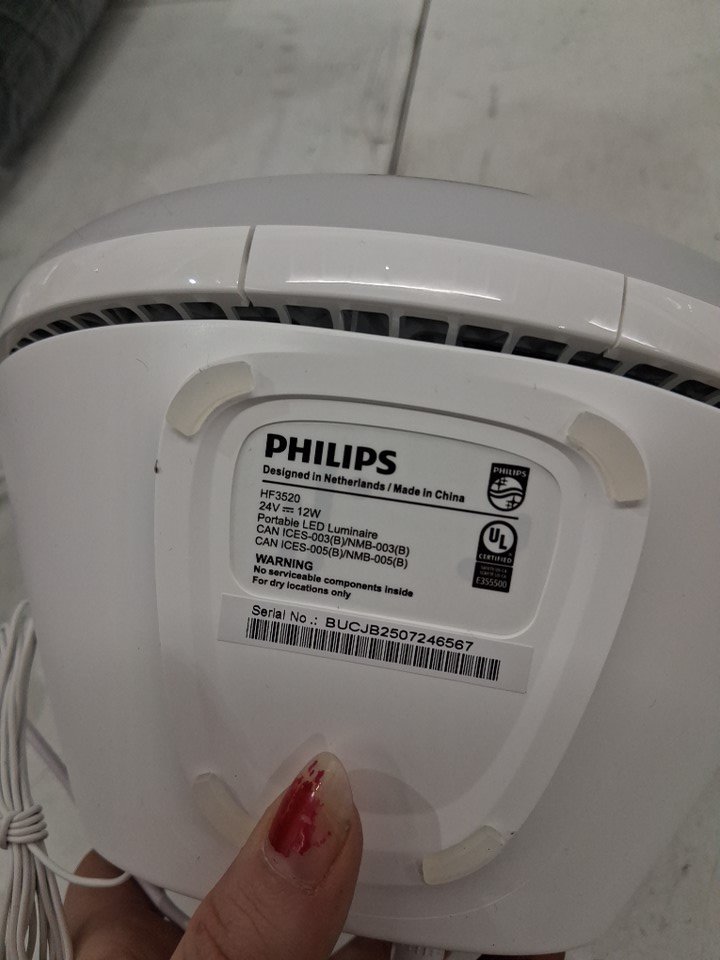 PHILIPS
Designed in Netherlands / Made in China
HF3520
24V ⎓ 12W
Portable LED Luminaire
CAN ICES-003(B)/NMB-003(B)
CAN ICES-005(B)/NMB-005(B)
WARNING
No serviceable components inside
For dry locations only
PHILIPS
UL
CERTIFIED
E355500
Serial No.: BUCJB2507246567